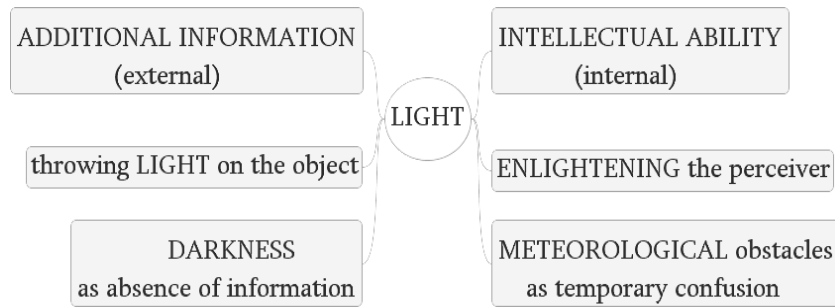 ADDITIONAL INFORMATION
(external)
throwing LIGHT on the object
DARKNESS
as absence of information
LIGHT
INTELLECTUAL ABILITY
(internal)
ENLIGHTENING the perceiver
METEOROLOGICAL obstacles
as temporary confusion